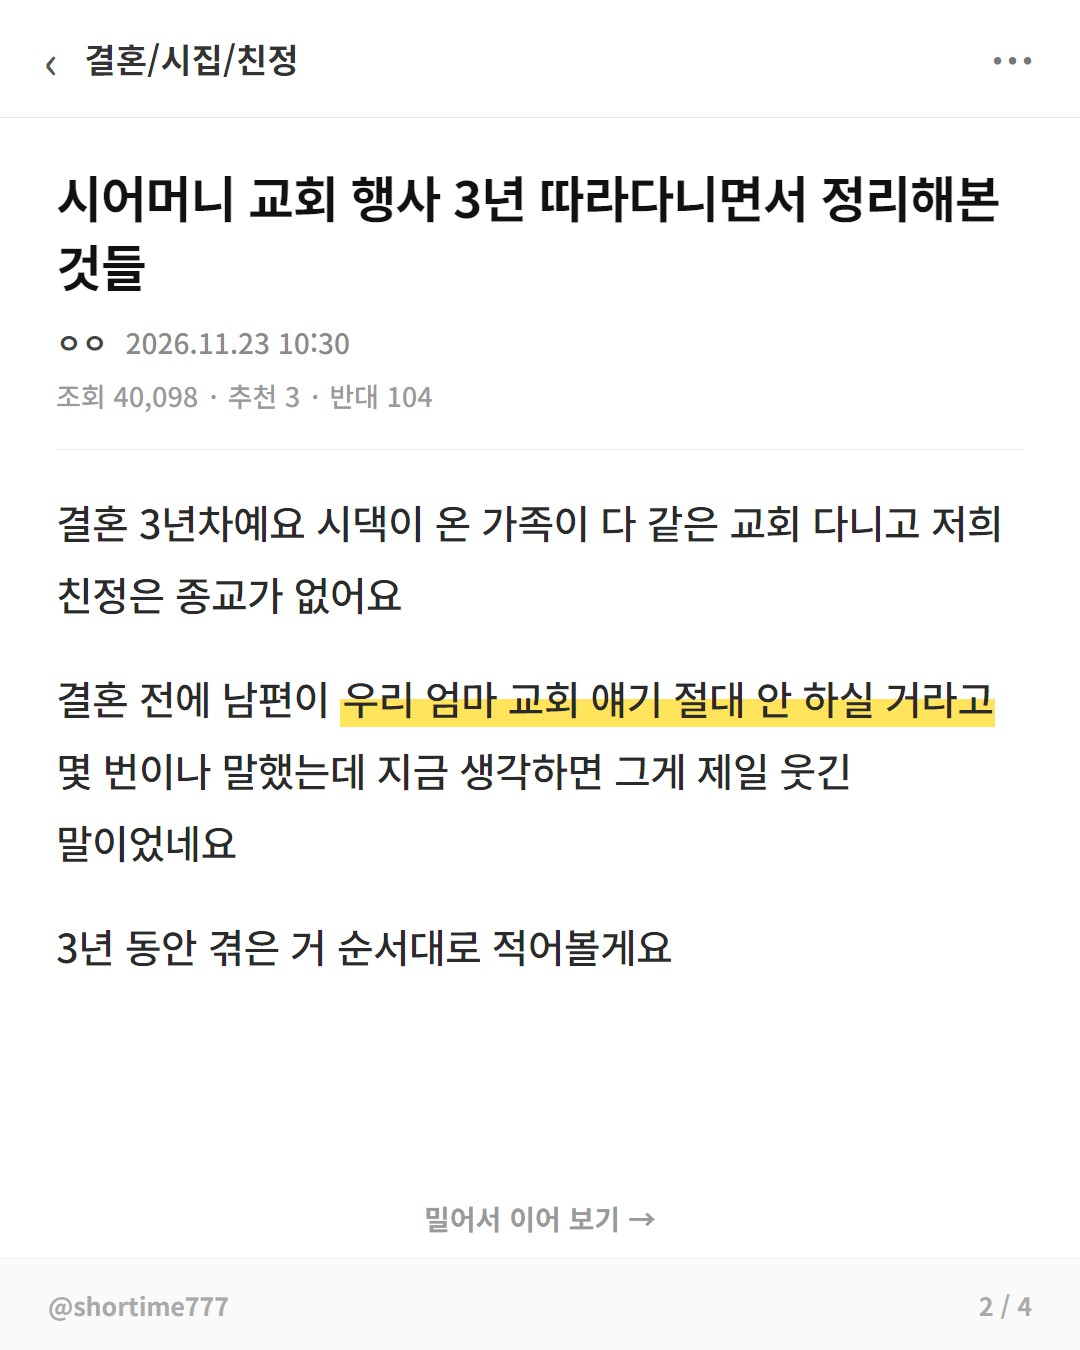 ‹ 결혼/시집/친정 •••
시어머니 교회 행사 3년 따라다니면서 정리해본
것들
ㅇㅇ 2026.11.23 10:30
조회 40,098 · 추천 3 · 반대 104
결혼 3년차예요 시댁이 온 가족이 다 같은 교회 다니고 저희
친정은 종교가 없어요
결혼 전에 남편이 우리 엄마 교회 얘기 절대 안 하실 거라고
몇 번이나 말했는데 지금 생각하면 그게 제일 웃긴
말이었네요
3년 동안 겪은 거 순서대로 적어볼게요
밀어서 이어 보기 →
@shortime777 2 / 4